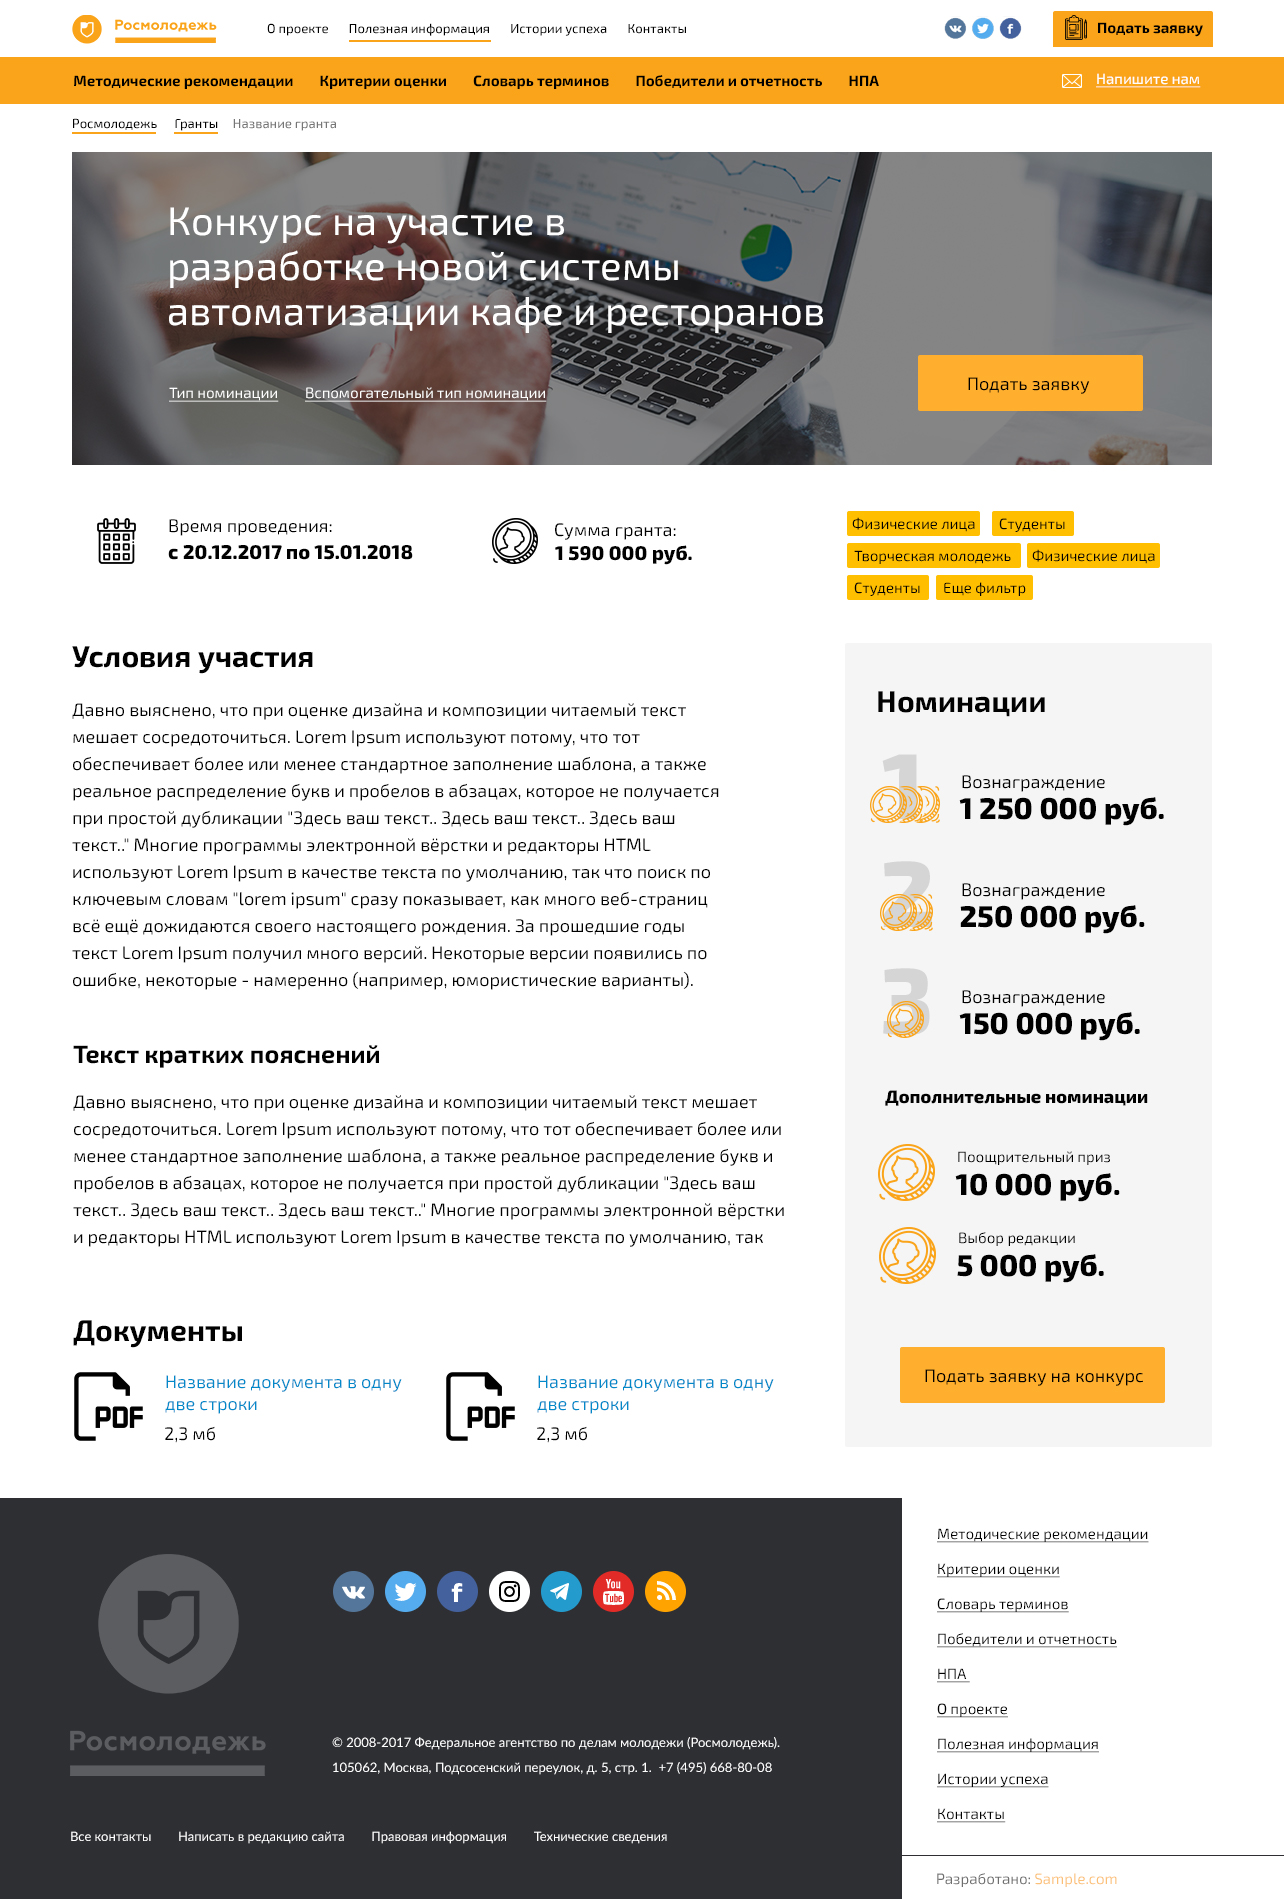 Росмолодежь
О проекте
Полезная информация
Истории успеха
Контакты
Подать заявку
Методические рекомендации
Критерии оценки
Словарь терминов
Победители и отчетность
НПА
Напишите нам
Росмолодежь
Гранты
Название гранта
Конкурс на участие в
разработке новой системы
автоматизации кафе и ресторанов
Тип номинации
Вспомогательный тип номинации
Подать заявку
Время проведения:
с 20.12.2017 по 15.01.2018
Сумма гранта:
1 590 000 руб.
Физические лица
Студенты
Творческая молодежь
Физические лица
Студенты
Еще фильтр
Условия участия
Давно выяснено, что при оценке дизайна и композиции читаемый текст
мешает сосредоточиться. Lorem Ipsum используют потому, что тот
обеспечивает более или менее стандартное заполнение шаблона, а также
реальное распределение букв и пробелов в абзацах, которое не получается
при простой дубликации "Здесь ваш текст.. Здесь ваш текст.. Здесь ваш
текст.." Многие программы электронной вёрстки и редакторы HTML
используют Lorem Ipsum в качестве текста по умолчанию, так что поиск по
ключевым словам "lorem ipsum" сразу показывает, как много веб-страниц
всё ещё дожидаются своего настоящего рождения. За прошедшие годы
текст Lorem Ipsum получил много версий. Некоторые версии появились по
ошибке, некоторые - намеренно (например, юмористические варианты).
Текст кратких пояснений
Давно выяснено, что при оценке дизайна и композиции читаемый текст мешает
сосредоточиться. Lorem Ipsum используют потому, что тот обеспечивает более или
менее стандартное заполнение шаблона, а также реальное распределение букв и
пробелов в абзацах, которое не получается при простой дубликации "Здесь ваш
текст.. Здесь ваш текст.. Здесь ваш текст.." Многие программы электронной вёрстки
и редакторы HTML используют Lorem Ipsum в качестве текста по умолчанию, так
Документы
PDF
Название документа в одну
две строки
2,3 мб
PDF
Название документа в одну
две строки
2,3 мб
Номинации
1
Вознаграждение
1 250 000 руб.
2
Вознаграждение
250 000 руб.
3
Вознаграждение
150 000 руб.
Дополнительные номинации
Поощрительный приз
10 000 руб.
Выбор редакции
5 000 руб.
Подать заявку на конкурс
Росмолодежь
You
Tube
© 2008-2017 Федеральное агентство по делам молодежи (Росмолодежь).
105062, Москва, Подсосенский переулок, д. 5, стр. 1. +7 (495) 668-80-08
Все контакты
Написать в редакцию сайта
Правовая информация
Технические сведения
Методические рекомендации
Критерии оценки
Словарь терминов
Победители и отчетность
НПА
О проекте
Полезная информация
Истории успеха
Контакты
Разработано: Sample.com